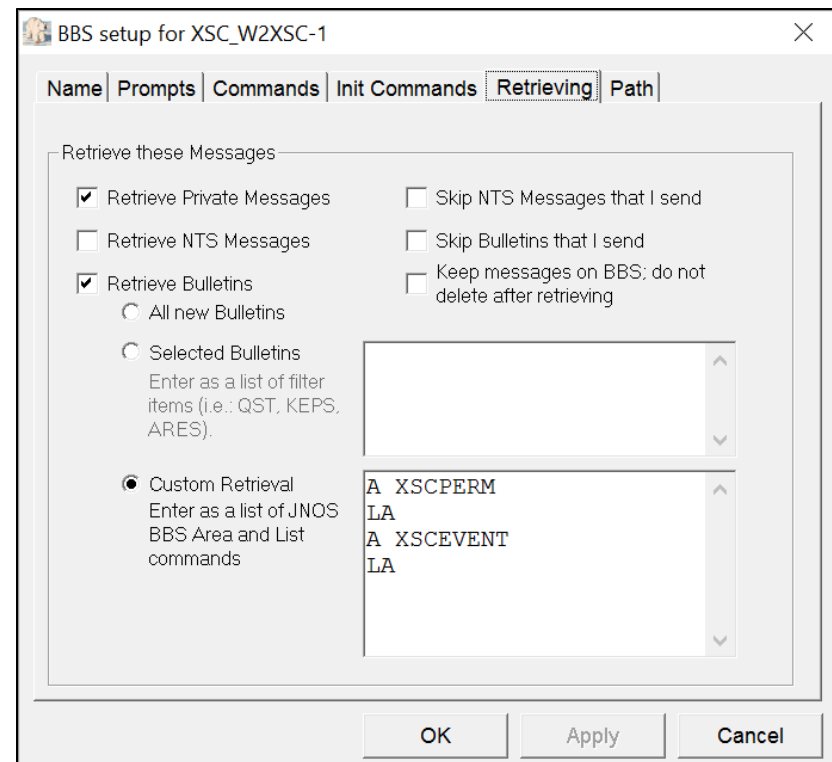 BBS setup for XSC_W2XSC-1
Name Prompts Commands Init Commands Retrieving Path
Retrieve these Messages
Retrieve Private Messages
Skip NTS Messages that I send
Retrieve NTS Messages
Skip Bulletins that I send
Retrieve Bulletins
Keep messages on BBS; do not
delete after retrieving
All new Bulletins
Selected Bulletins
Enter as a list of filter
items (i.e.: QST, KEPS,
ARES).
Custom Retrieval
Enter as a list of JNOS
BBS Area and List
commands
A XSCPERM
LA
A XSCEVENT
LA
OK Apply Cancel